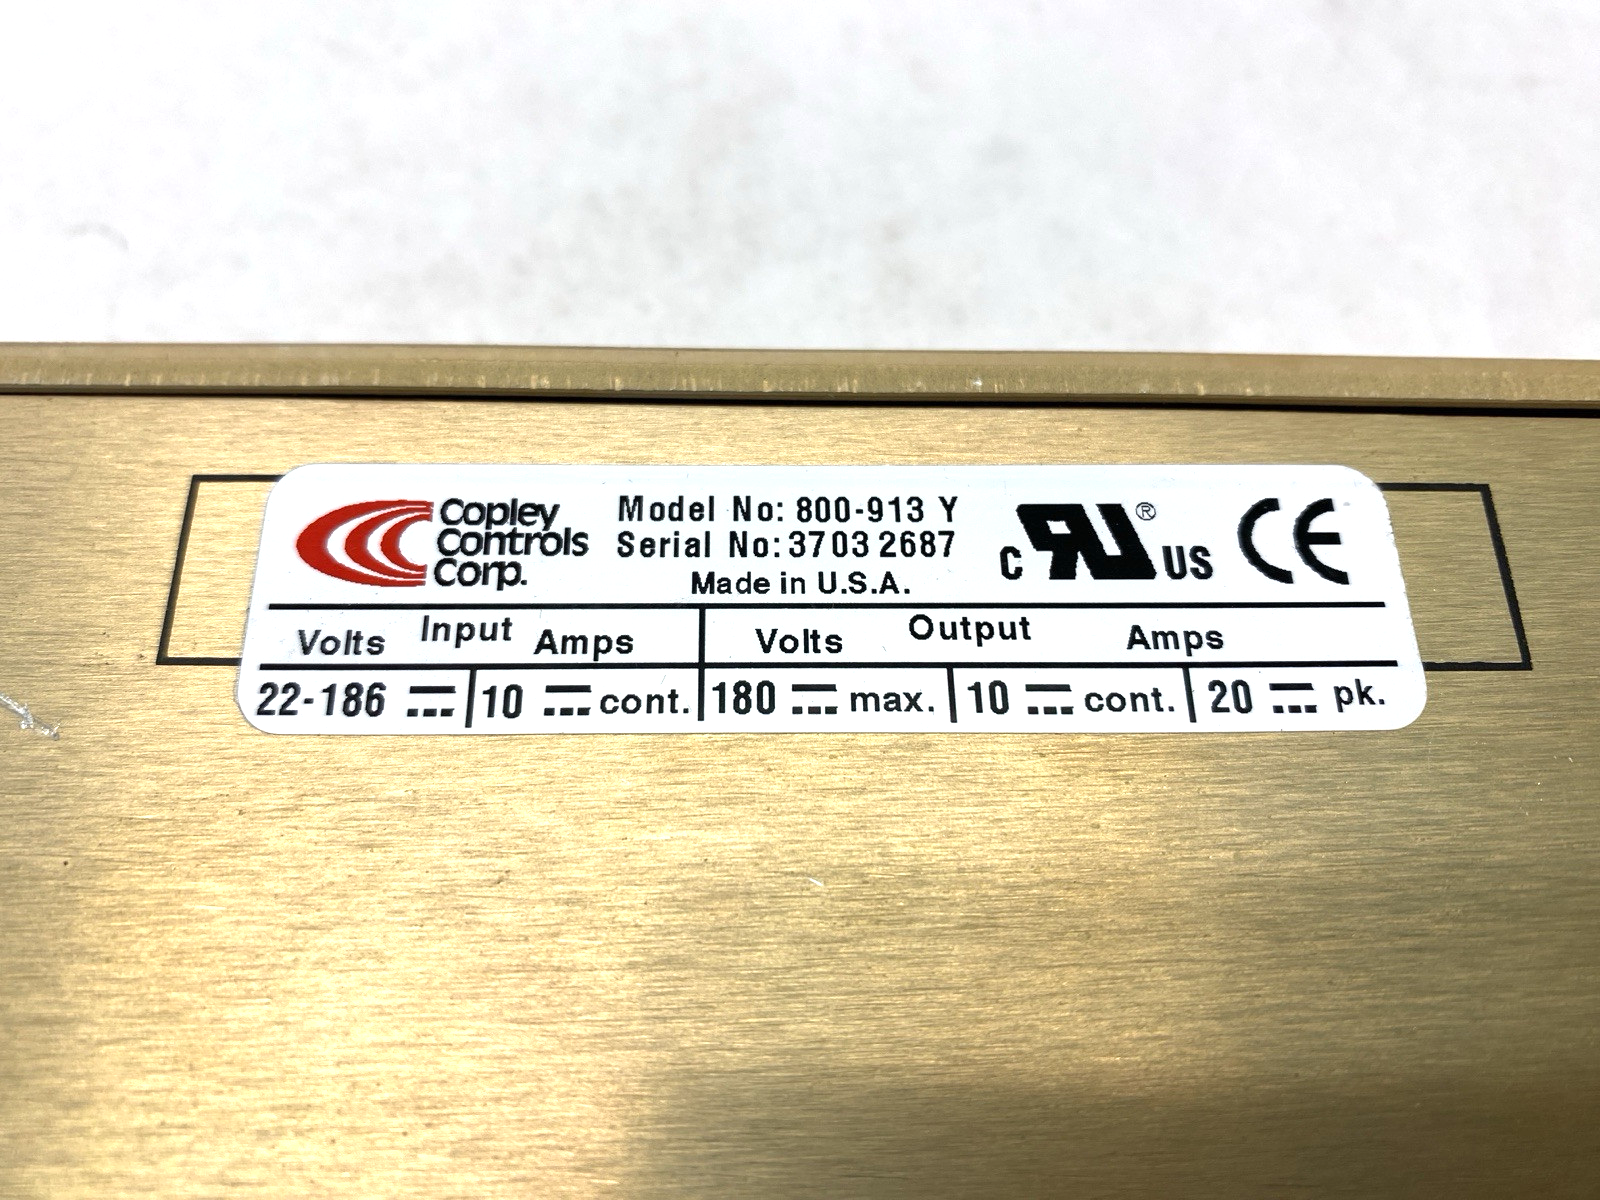 Copley
Controls
Corp.
Model No: 800-913 Y
Serial No: 3703 2687
Made in U.S.A.
c RU ® US CE
Input
Volts Amps
Output
Volts Amps
22-186 ⎓ 10 ⎓ cont. 180 ⎓ max. 10 ⎓ cont. 20 ⎓ pk.